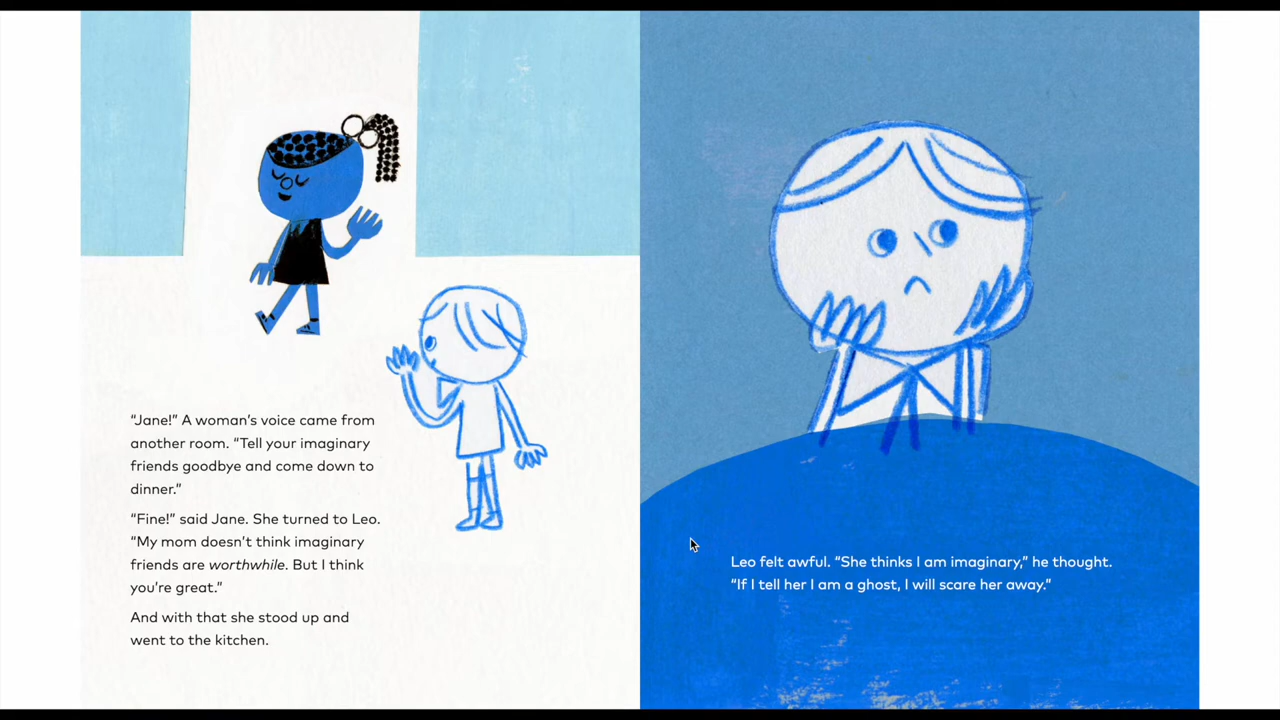 “Jane!” A woman’s voice came from
another room. “Tell your imaginary
friends goodbye and come down to
dinner.”
“Fine!” said Jane. She turned to Leo.
“My mom doesn’t think imaginary
friends are worthwhile. But I think
you’re great.”
And with that she stood up and
went to the kitchen.
Leo felt awful. “She thinks I am imaginary,” he thought.
“If I tell her I am a ghost, I will scare her away.”